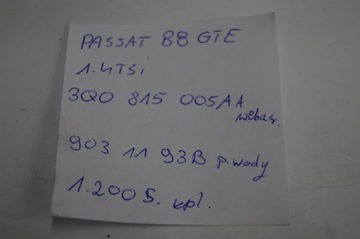 PASSAT B8 GTE
1.4TSi
3Q0 815 005AA
webas.
903 11 93B p.wody
1.200S. kpl.